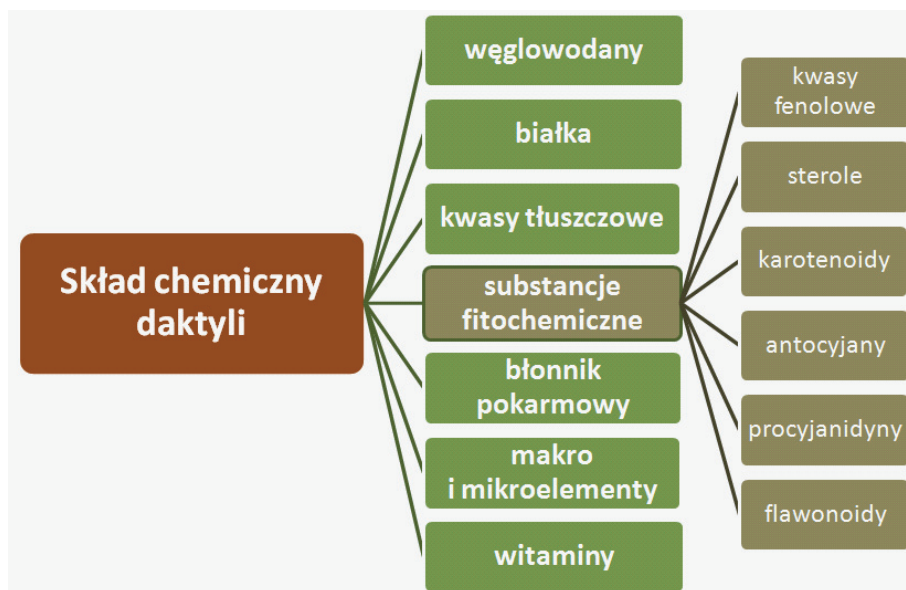 Skład chemiczny
daktyli
węglowodany
białka
kwasy tłuszczowe
substancje
fitochemiczne
błonnik
pokarmowy
makro
i mikroelementy
witaminy
kwasy
fenolowe
sterole
karotenoidy
antocyjany
procyjanidyny
flawonoidy